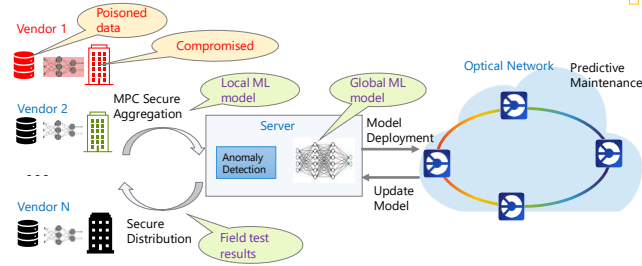 Poisoned
data
Vendor 1
Compromised
Vendor 2
MPC Secure
Aggregation
Local ML
model
Global ML
model
Server
Anomaly
Detection
Model
Deployment
Update
Model
Optical Network
Predictive
Maintenance
---
Vendor N
Secure
Distribution
Field test
results